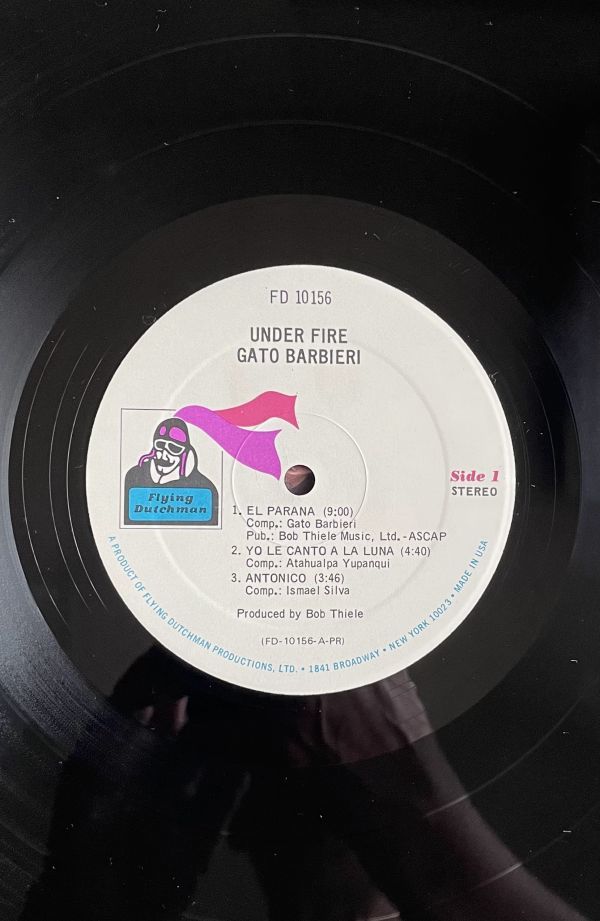 FD 10156
UNDER FIRE
GATO BARBIERI
Flying
Dutchman
Side 1
STEREO
1. EL PARANA (9:00)
Comp.: Gato Barbieri
Pub.: Bob Thiele Music, Ltd.-ASCAP
2. YO LE CANTO A LA LUNA (4:40)
Comp.: Atahualpa Yupanqui
3. ANTONICO (3:46)
Comp.: Ismael Silva
Produced by Bob Thiele
(FD-10156-A-PR)
A PRODUCT OF FLYING DUTCHMAN PRODUCTIONS, LTD. • 1841 BROADWAY • NEW YORK 10023 • MADE IN USA